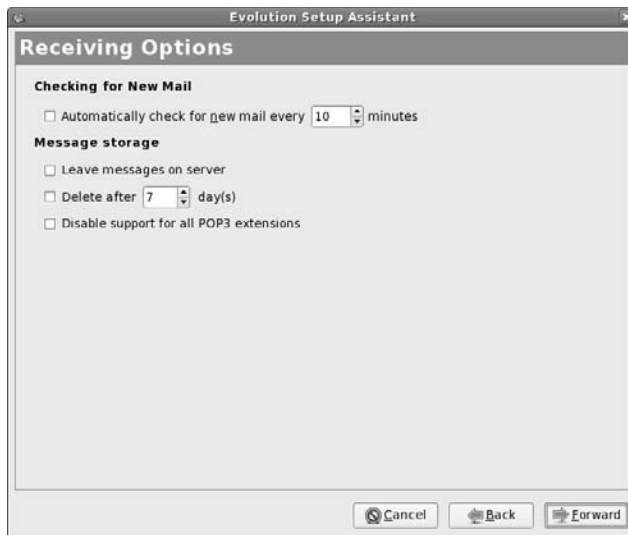 Evolution Setup Assistant
Receiving Options
Checking for New Mail
Automatically check for new mail every 10 minutes
Message storage
Leave messages on server
Delete after 7 day(s)
Disable support for all POP3 extensions
Cancel Back Forward